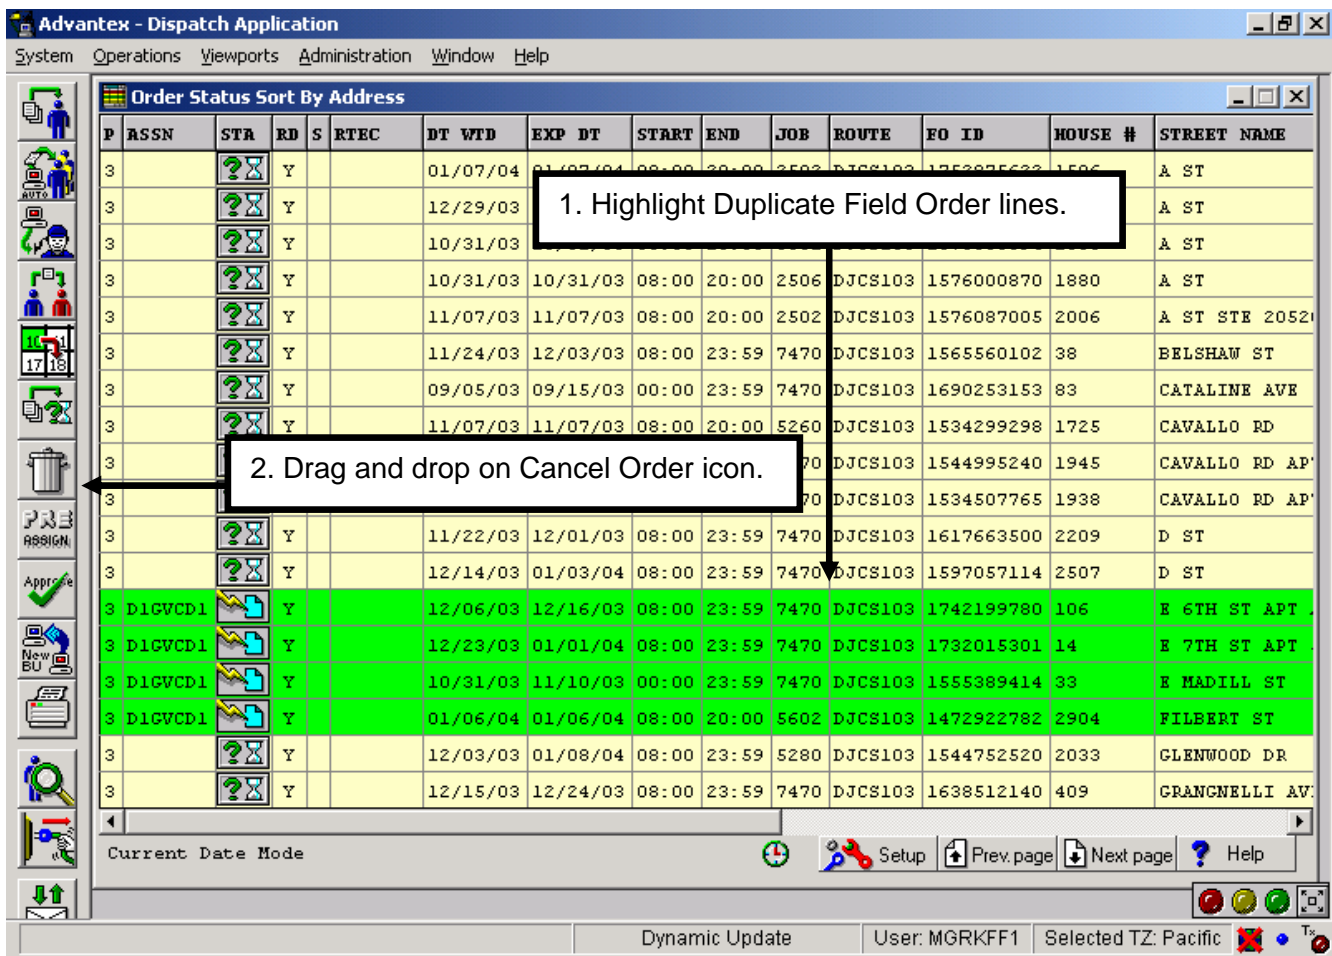 Advantex - Dispatch Application
System Operations Viewports Administration Window Help
Order Status Sort By Address
P ASSN STA RD S RTEC DT WTD EXP DT START END JOB ROUTE FO ID HOUSE # STREET NAME
3 Y 01/07/04 A ST
3 Y 12/29/03 A ST
1. Highlight Duplicate Field Order lines.
3 Y 10/31/03 A ST
3 Y 10/31/03 10/31/03 08:00 20:00 2506 DJCS103 1576000870 1880 A ST
3 Y 11/07/03 11/07/03 08:00 20:00 2502 DJCS103 1576087005 2006 A ST STE 2052
3 Y 11/24/03 12/03/03 08:00 23:59 7470 DJCS103 1565560102 38 BELSHAW ST
3 Y 09/05/03 09/15/03 00:00 23:59 7470 DJCS103 1690253153 83 CATALINE AVE
3 Y 11/07/03 11/07/03 08:00 20:00 5260 DJCS103 1534299298 1725 CAVALLO RD
3 70 DJCS103 1544995240 1945 CAVALLO RD AP
2. Drag and drop on Cancel Order icon.
3 70 DJCS103 1534507765 1938 CAVALLO RD AP
3 Y 11/22/03 12/01/03 08:00 23:59 7470 DJCS103 1617663500 2209 D ST
3 Y 12/14/03 01/03/04 08:00 23:59 7470 DJCS103 1597057114 2507 D ST
3 D1GVCD1 Y 12/06/03 12/16/03 08:00 23:59 7470 DJCS103 1742199780 106 E 6TH ST APT
3 D1GVCD1 Y 12/23/03 01/01/04 08:00 23:59 7470 DJCS103 1732015301 14 E 7TH ST APT
3 D1GVCD1 Y 10/31/03 11/10/03 00:00 23:59 7470 DJCS103 1555389414 33 E MADILL ST
3 D1GVCD1 Y 01/06/04 01/06/04 08:00 20:00 5602 DJCS103 1472922782 2904 FILBERT ST
3 Y 12/03/03 01/08/04 08:00 23:59 5280 DJCS103 1544752520 2033 GLENWOOD DR
3 Y 12/15/03 12/24/03 08:00 23:59 7470 DJCS103 1638512140 409 GRANGNELLI AV
AUTO
17 18
PRE
ASSIGN
Approve
New
BU
Current Date Mode Setup Prev. page Next page Help
Dynamic Update User: MGRKFF1 Selected TZ: Pacific Tx